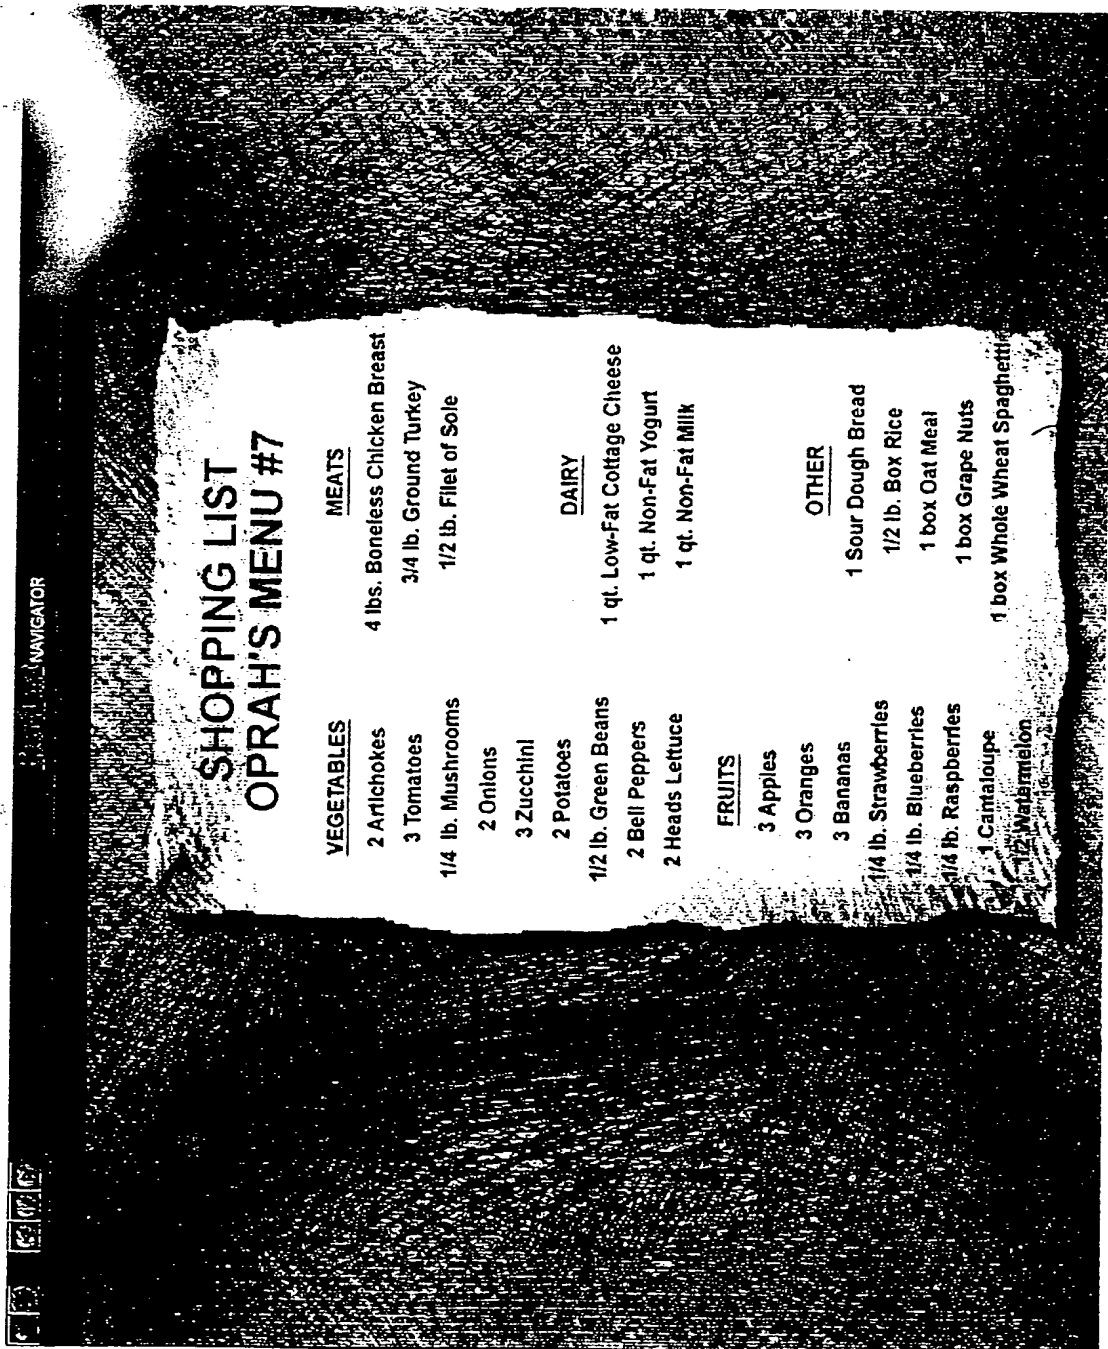 NAVIGATOR
SHOPPING LIST
OPRAH'S MENU #7
VEGETABLES
2 Artichokes
3 Tomatoes
1/4 lb. Mushrooms
2 Onions
3 Zucchini
2 Potatoes
1/2 lb. Green Beans
2 Bell Peppers
2 Heads Lettuce
FRUITS
3 Apples
3 Oranges
3 Bananas
1/4 lb. Strawberries
1/4 lb. Blueberries
1/4 lb. Raspberries
1 Cantaloupe
1/2 Watermelon
MEATS
4 lbs. Boneless Chicken Breast
3/4 lb. Ground Turkey
1/2 lb. Filet of Sole
DAIRY
1 qt. Low-Fat Cottage Cheese
1 qt. Non-Fat Yogurt
1 qt. Non-Fat Milk
OTHER
1 Sour Dough Bread
1/2 lb. Box Rice
1 box Oat Meal
1 box Grape Nuts
1 box Whole Wheat Spaghetti